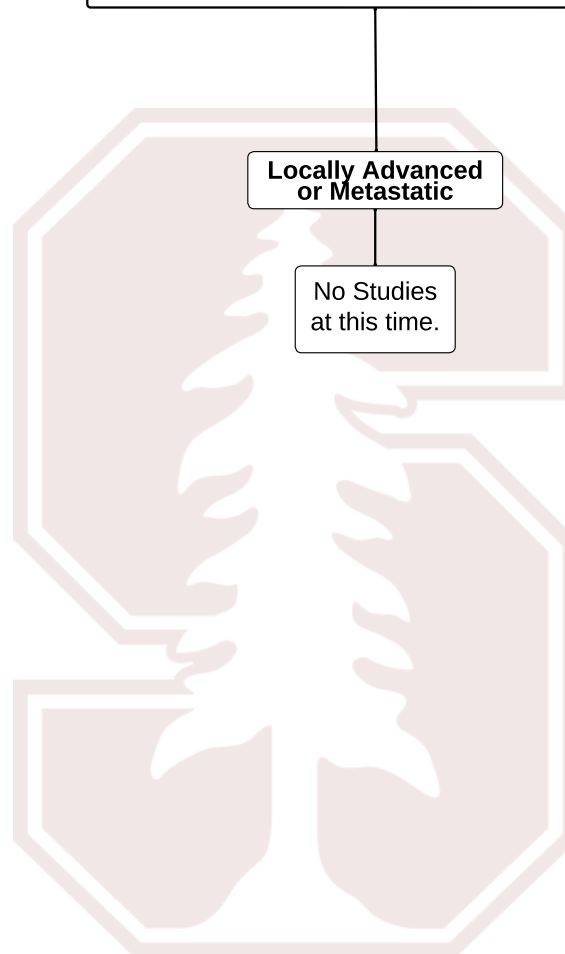 Locally Advanced
or Metastatic
No Studies
at this time.